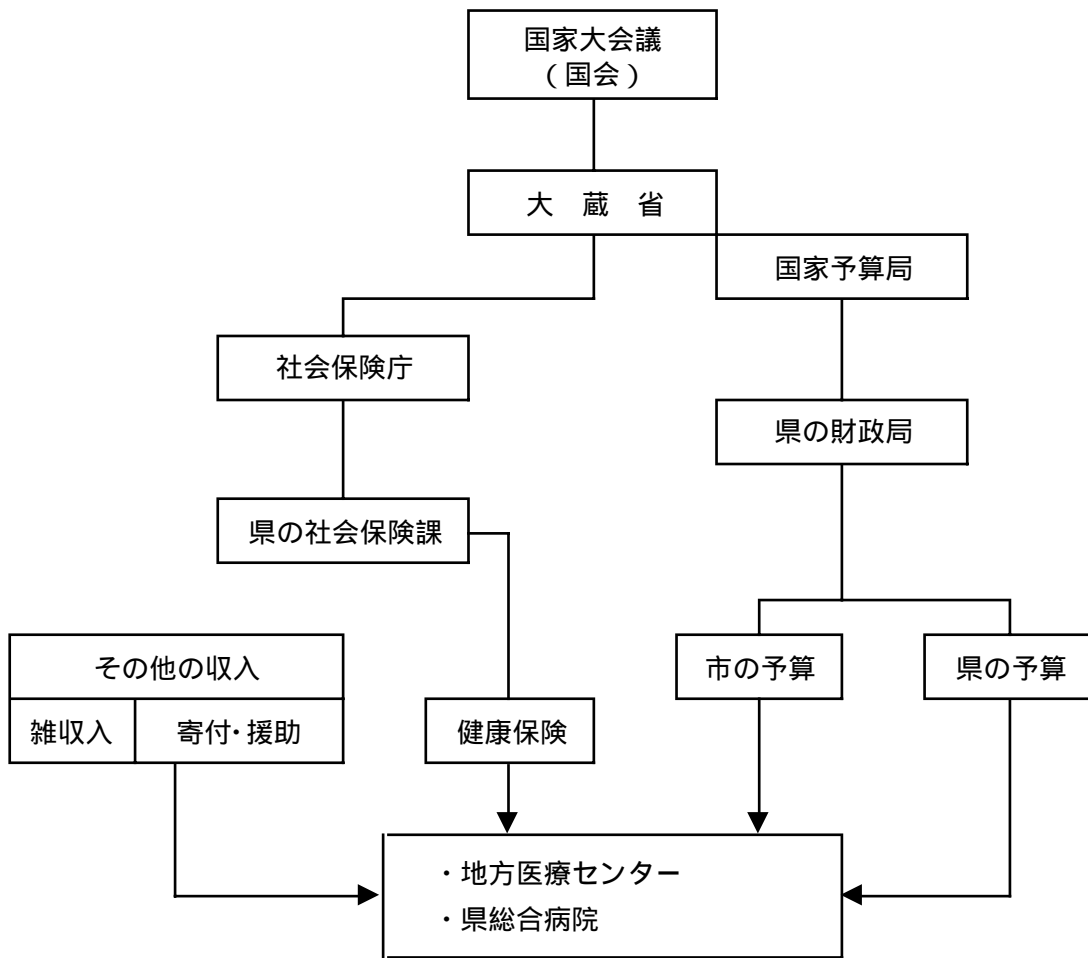 国家大会議
(国会)
大 蔵 省
国家予算局
社会保険庁
県の財政局
県の社会保険課
その他の収入
市の予算
県の予算
雑収入
寄付・援助
健康保険
・地方医療センター
・県総合病院